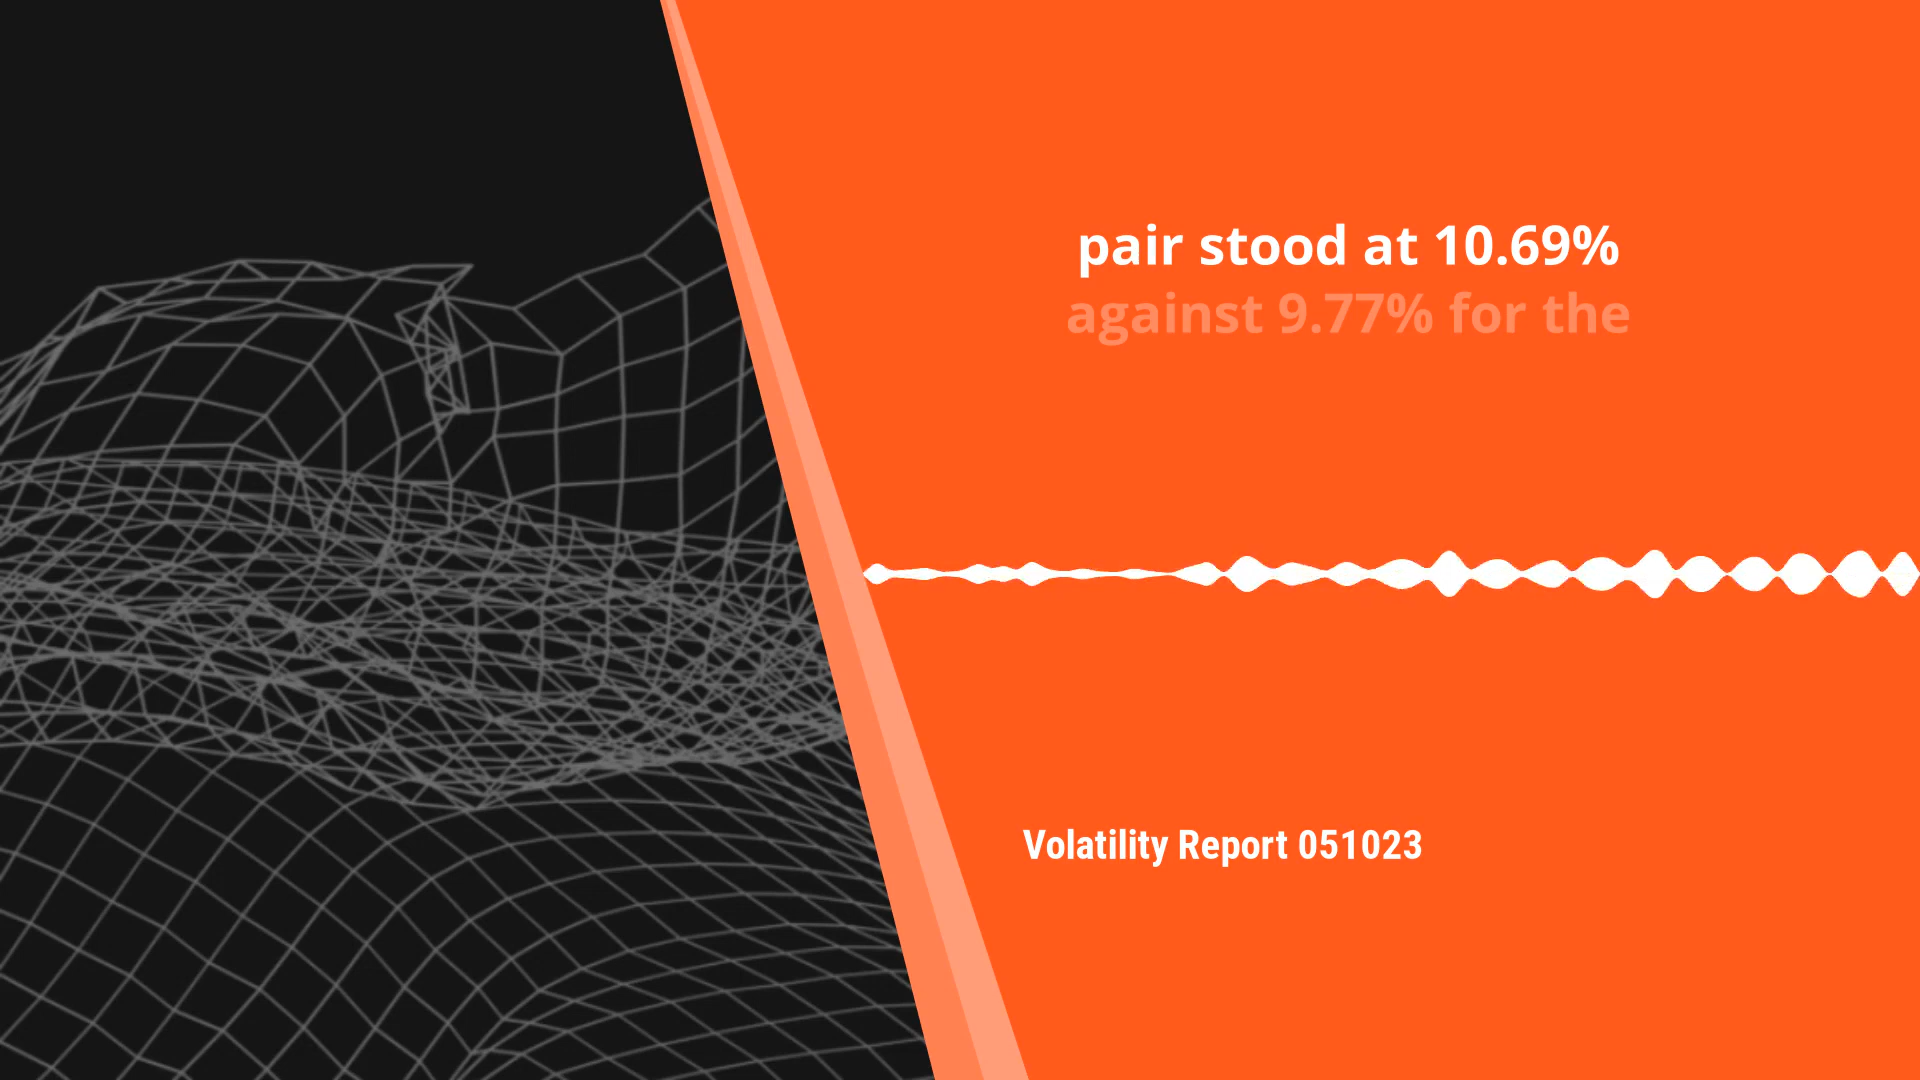 pair stood at 10.69%
against 9.77% for the
Volatility Report 051023